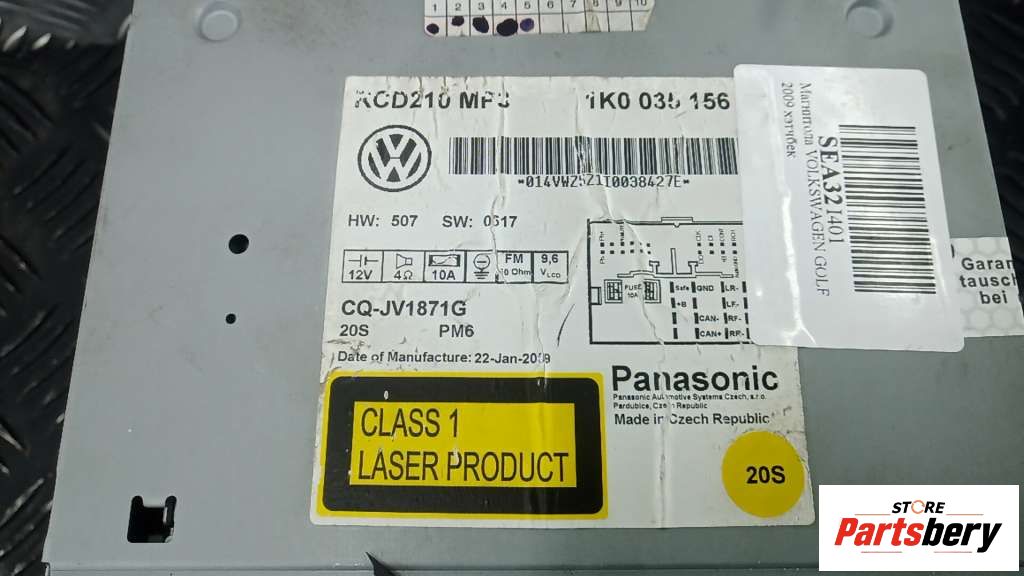 1 2 3 4 5 6 7 8 9 10
RCD210 MP3 1K0 035 156
*014VWZ5Z1I0038427E*
HW: 507 SW: 0617
12V 4Ω 10A FM 50 Ohm 9,6 VLCD
FUSE 10A
Safe GND LR-
+B LF-
CAN- RF-
CAN+ RR-
CQ-JV1871G
20S PM6
Date of Manufacture: 22-Jan-2009
Panasonic
Panasonic Automotive Systems Czech, s.r.o.
Pardubice, Czech Republic
Made in Czech Republic
CLASS 1
LASER PRODUCT
20S
SEA321401
Магнитола VOLKSWAGEN GOLF
2009 хэтчбек
Garan
tausch
bei
STORE
Partsbery